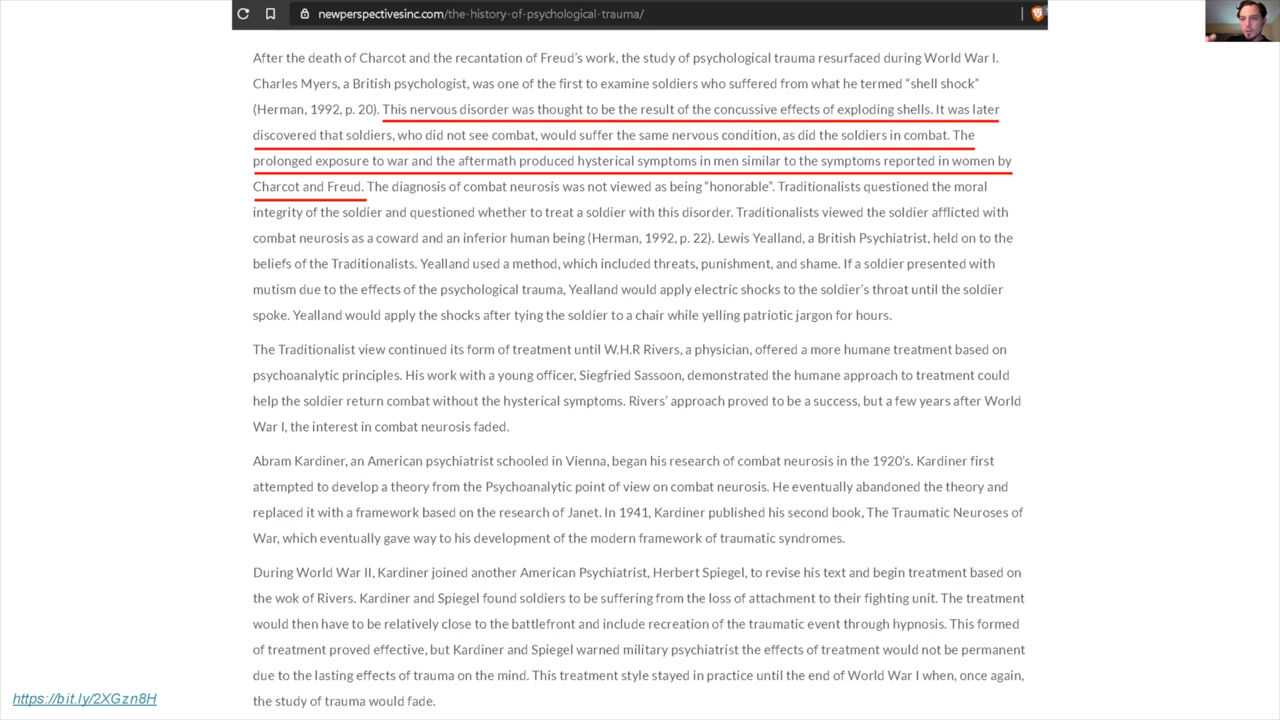 newperspectivesinc.com/the-history-of-psychological-trauma/
After the death of Charcot and the recantation of Freud's work, the study of psychological trauma resurfaced during World War I.
Charles Myers, a British psychologist, was one of the first to examine soldiers who suffered from what he termed “shell shock”
(Herman, 1992, p. 20). This nervous disorder was thought to be the result of the concussive effects of exploding shells. It was later
discovered that soldiers, who did not see combat, would suffer the same nervous condition, as did the soldiers in combat. The
prolonged exposure to war and the aftermath produced hysterical symptoms in men similar to the symptoms reported in women by
Charcot and Freud. The diagnosis of combat neurosis was not viewed as being “honorable”. Traditionalists questioned the moral
integrity of the soldier and questioned whether to treat a soldier with this disorder. Traditionalists viewed the soldier afflicted with
combat neurosis as a coward and an inferior human being (Herman, 1992, p. 22). Lewis Yealland, a British Psychiatrist, held on to the
beliefs of the Traditionalists. Yealland used a method, which included threats, punishment, and shame. If a soldier presented with
mutism due to the effects of the psychological trauma, Yealland would apply electric shocks to the soldier's throat until the soldier
spoke. Yealland would apply the shocks after tying the soldier to a chair while yelling patriotic jargon for hours.
The Traditionalist view continued its form of treatment until W.H.R Rivers, a physician, offered a more humane treatment based on
psychoanalytic principles. His work with a young officer, Siegfried Sassoon, demonstrated the humane approach to treatment could
help the soldier return combat without the hysterical symptoms. Rivers' approach proved to be a success, but a few years after World
War I, the interest in combat neurosis faded.
Abram Kardiner, an American psychiatrist schooled in Vienna, began his research of combat neurosis in the 1920's. Kardiner first
attempted to develop a theory from the Psychoanalytic point of view on combat neurosis. He eventually abandoned the theory and
replaced it with a framework based on the research of Janet. In 1941, Kardiner published his second book, The Traumatic Neuroses of
War, which eventually gave way to his development of the modern framework of traumatic syndromes.
During World War II, Kardiner joined another American Psychiatrist, Herbert Spiegel, to revise his text and begin treatment based on
the wok of Rivers. Kardiner and Spiegel found soldiers to be suffering from the loss of attachment to their fighting unit. The treatment
would then have to be relatively close to the battlefront and include recreation of the traumatic event through hypnosis. This formed
of treatment proved effective, but Kardiner and Spiegel warned military psychiatrist the effects of treatment would not be permanent
due to the lasting effects of trauma on the mind. This treatment style stayed in practice until the end of World War I when, once again,
the study of trauma would fade.
https://bit.ly/2XGzn8H